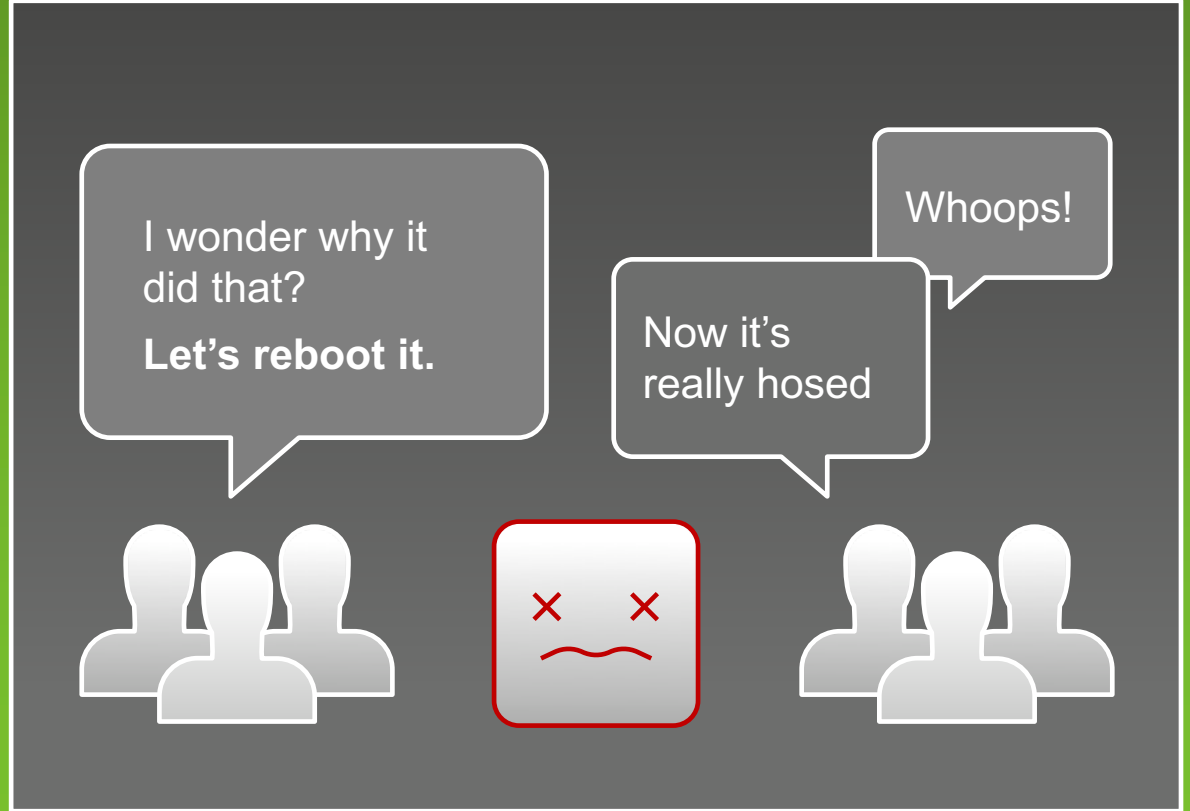 I wonder why it
did that?
Let’s reboot it.
Whoops!
Now it’s
really hosed